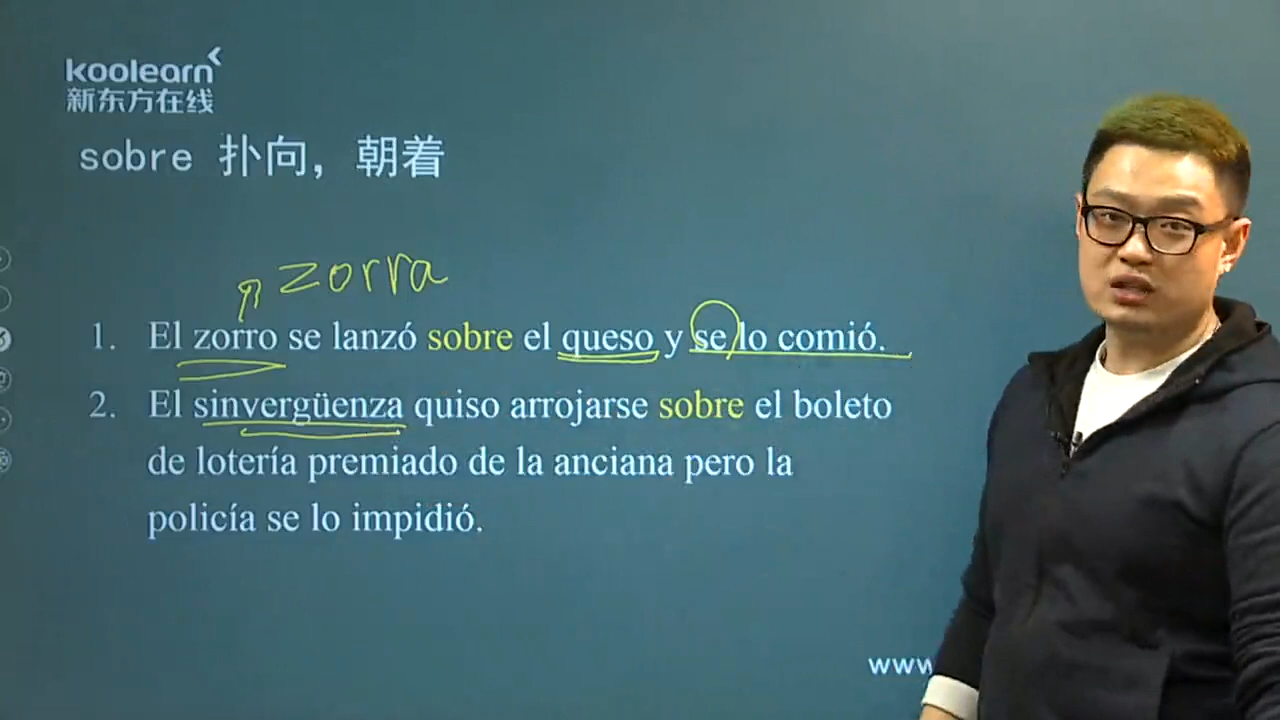 koolearn
新东方在线
sobre 扑向，朝着
zorra
1. El zorro se lanzó sobre el queso y se lo comió.
2. El sinvergüenza quiso arrojarse sobre el boleto
de lotería premiado de la anciana pero la
policía se lo impidió.
www